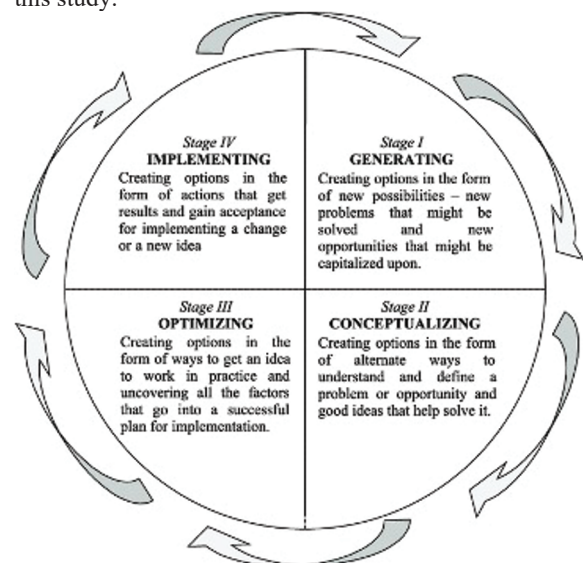 this study.
Stage IV
IMPLEMENTING
Creating options in the
form of actions that get
results and gain acceptance
for implementing a change
or a new idea
Stage I
GENERATING
Creating options in the form
of new possibilities – new
problems that might be
solved and new
opportunities that might be
capitalized upon.
Stage III
OPTIMIZING
Creating options in the
form of ways to get an idea
to work in practice and
uncovering all the factors
that go into a successful
plan for implementation.
Stage II
CONCEPTUALIZING
Creating options in the form
of alternate ways to
understand and define a
problem or opportunity and
good ideas that help solve it.